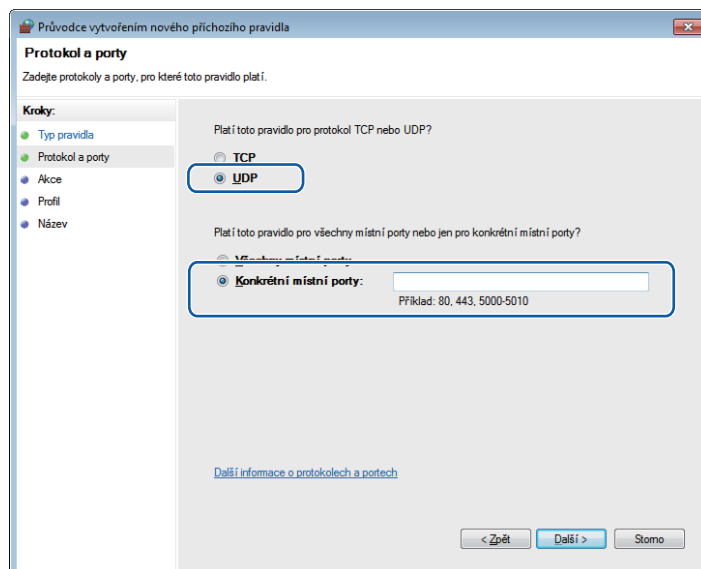 Průvodce vytvořením nového příchozího pravidla
Protokol a porty
Zadejte protokoly a porty, pro které toto pravidlo platí.
Kroky:
Typ pravidla
Protokol a porty
Akce
Profil
Název
Platí toto pravidlo pro protokol TCP nebo UDP?
TCP
UDP
Platí toto pravidlo pro všechny místní porty nebo jen pro konkrétní místní porty?
Všechny místní porty
Konkrétní místní porty:
Příklad: 80, 443, 5000-5010
Další informace o protokolech a portech
< Zpět
Další >
Storno